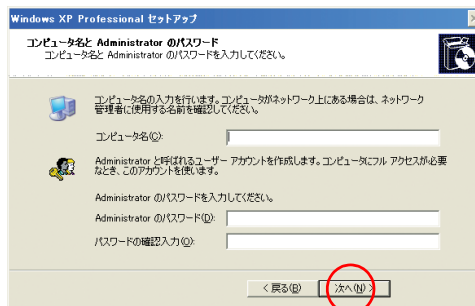 Windows XP Professional セットアップ
コンピュータ名と Administrator のパスワード
コンピュータ名と Administrator のパスワードを入力してください。
コンピュータ名の入力を行います。コンピュータがネットワーク上にある場合は、ネットワーク
管理者に使用する名前を確認してください。
コンピュータ名(C):
Administrator と呼ばれるユーザー アカウントを作成します。コンピュータにフル アクセスが必要
なとき、このアカウントを使います。
Administrator のパスワードを入力してください。
Administrator のパスワード(D):
パスワードの確認入力(O):
< 戻る(B)
次へ(N) >